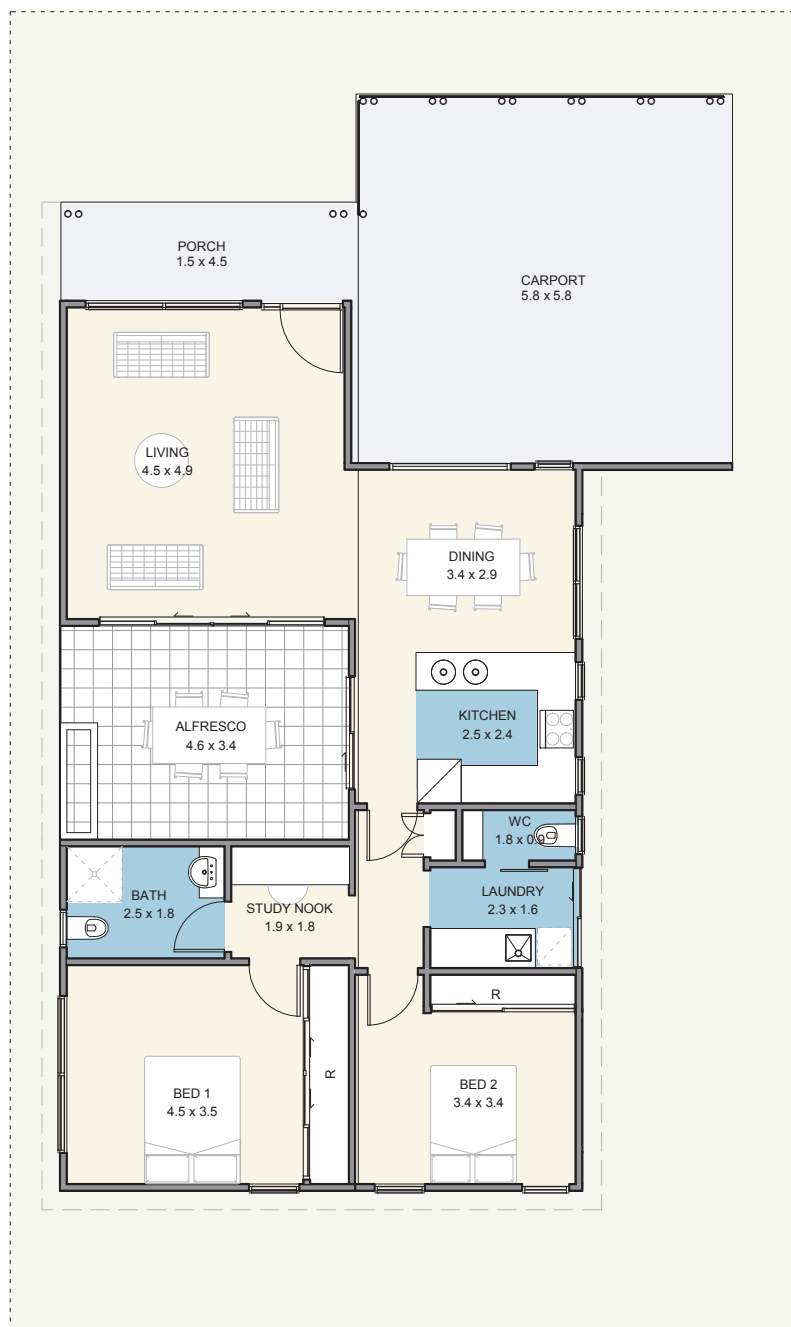 PORCH
1.5 x 4.5
CARPORT
5.8 x 5.8
LIVING
4.5 x 4.9
DINING
3.4 x 2.9
KITCHEN
2.5 x 2.4
ALFRESCO
4.6 x 3.4
WC
1.8 x 0.9
BATH
2.5 x 1.8
STUDY NOOK
1.9 x 1.8
LAUNDRY
2.3 x 1.6
R
R
BED 1
4.5 x 3.5
BED 2
3.4 x 3.4